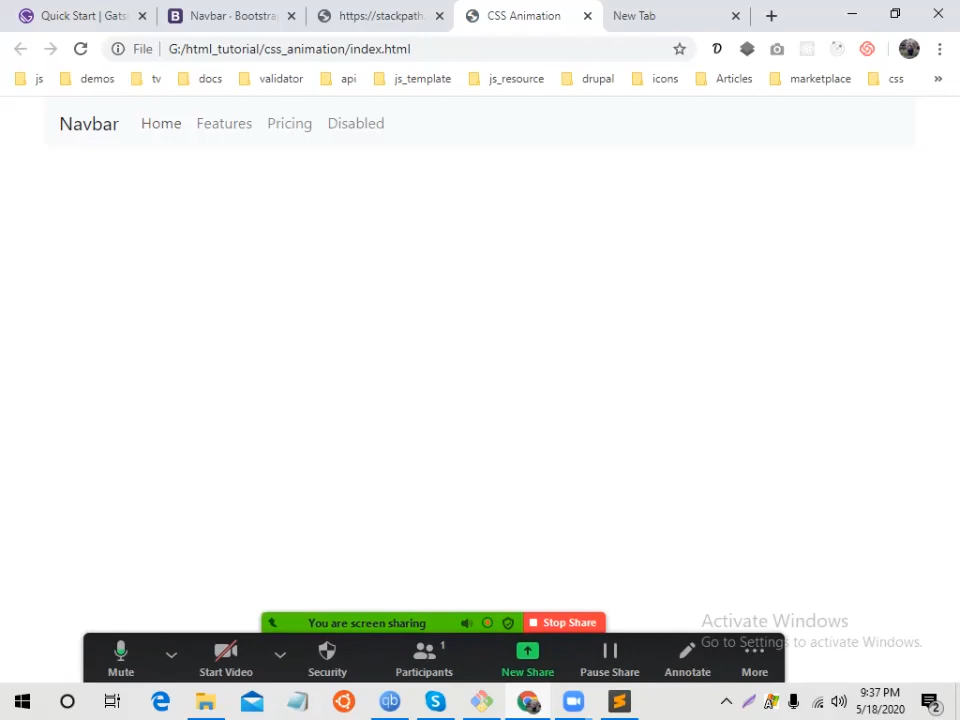 Quick Start | Gats
Navbar · Bootstra
https://stackpath.
CSS Animation
New Tab
File
G:/html_tutorial/css_animation/index.html
js
demos
tv
docs
validator
api
js_template
js_resource
drupal
icons
Articles
marketplace
css
»
Navbar
Home
Features
Pricing
Disabled
You are screen sharing
Stop Share
Activate Windows
Go to Settings to activate Windows.
1
Mute
Start Video
Security
Participants
New Share
Pause Share
Annotate
More
9:37 PM
5/18/2020
2